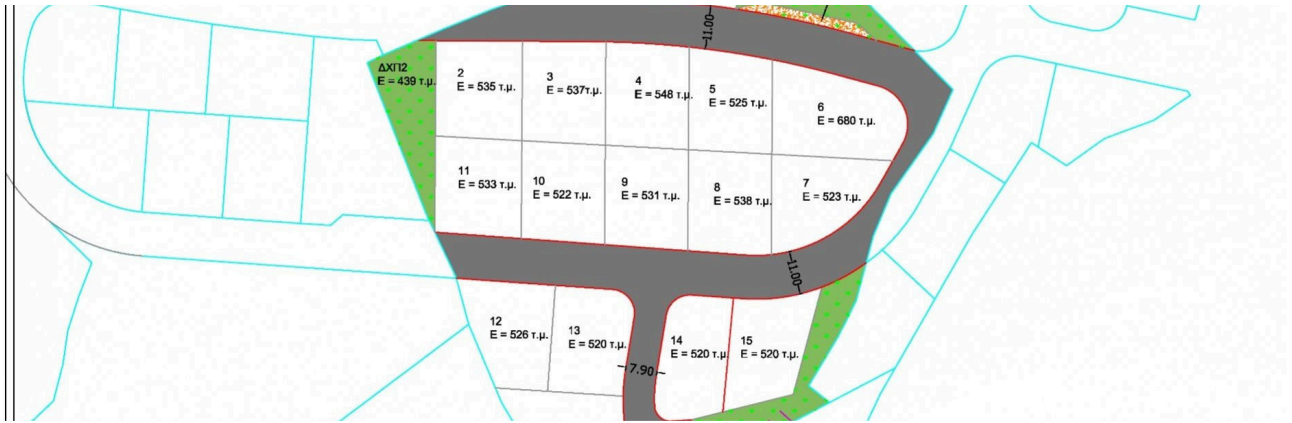 11.00
ΔΧΠ2
E = 439 τ.μ.
2
E = 535 τ.μ.
3
E = 537τ.μ.
4
E = 548 τ.μ.
5
E = 525 τ.μ.
6
E = 680 τ.μ.
11
E = 533 τ.μ.
10
E = 522 τ.μ.
9
E = 531 τ.μ.
8
E = 538 τ.μ.
7
E = 523 τ.μ.
11.00
12
E = 526 τ.μ.
13
E = 520 τ.μ.
14
E = 520 τ.μ.
15
E = 520 τ.μ.
7.90